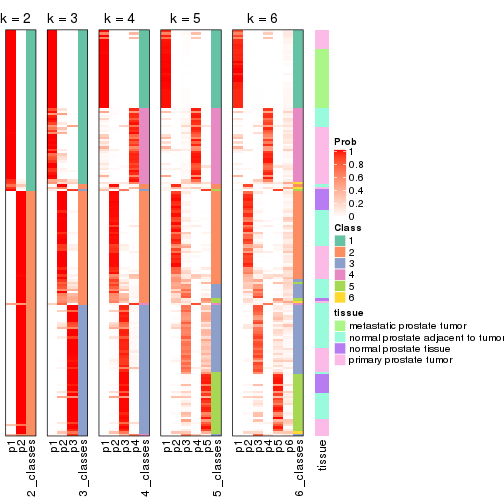 k = 2
k = 3
k = 4
k = 5
k = 6
Prob
1
0.8
0.6
0.4
0.2
0
Class
1
2
3
4
5
6
tissue
metastatic prostate tumor
normal prostate adjacent to tumor
normal prostate tissue
primary prostate tumor
p1
p2
2_classes
p1
p2
p3
3_classes
p1
p2
p3
p4
4_classes
p1
p2
p3
p4
p5
5_classes
p1
p2
p3
p4
p5
p6
6_classes
tissue